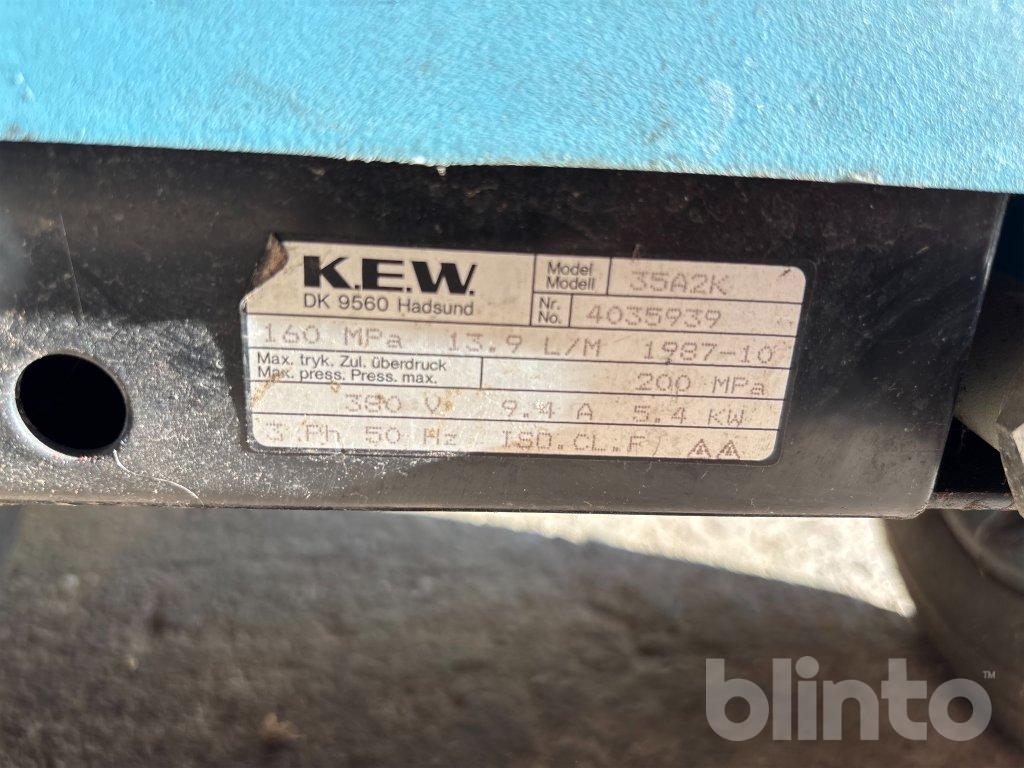 K.E.W.
DK 9560 Hadsund
Model
Modell 35A2K
Nr.
No. 4035939
160 MPa 13.9 L/M 1987-10
Max. tryk. Zul. überdruck
Max. press. Press. max. 200 MPa
380 V 9.4 A 5.4 KW
3 Ph 50 Hz ISO.CL.F/ AA
blinto™